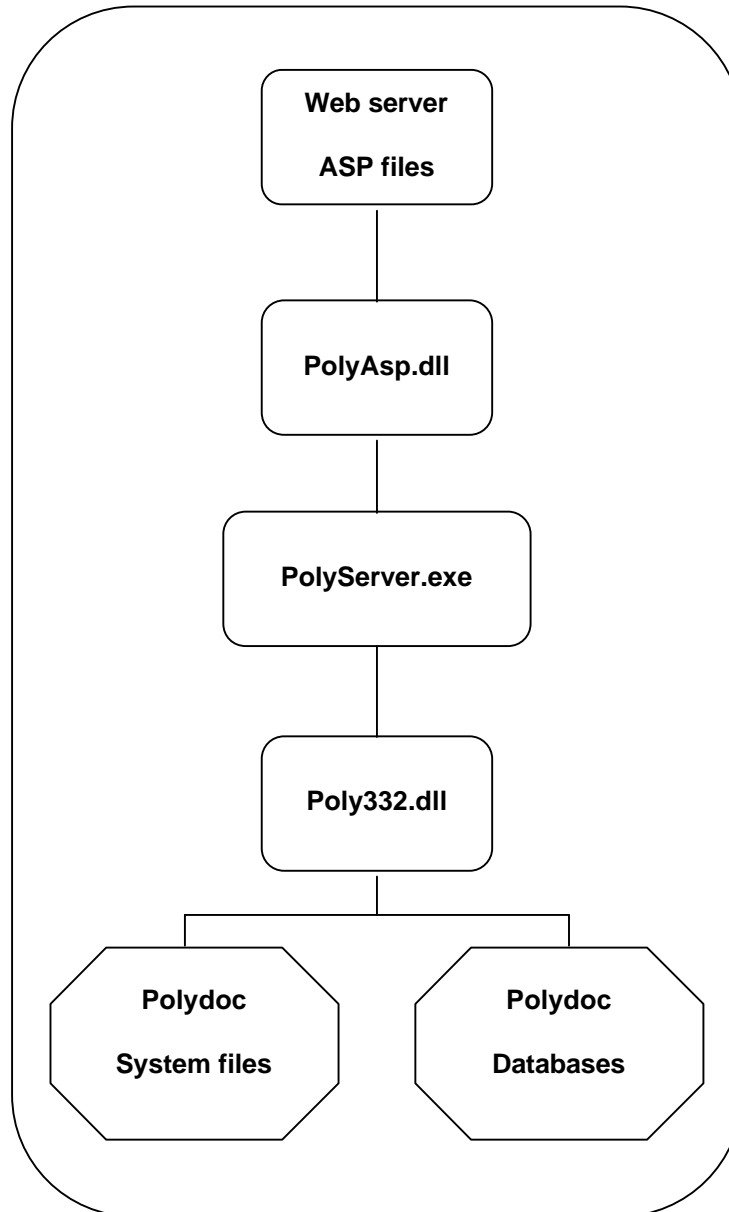 Web server
ASP files
PolyAsp.dll
PolyServer.exe
Poly332.dll
Polydoc
System files
Polydoc
Databases